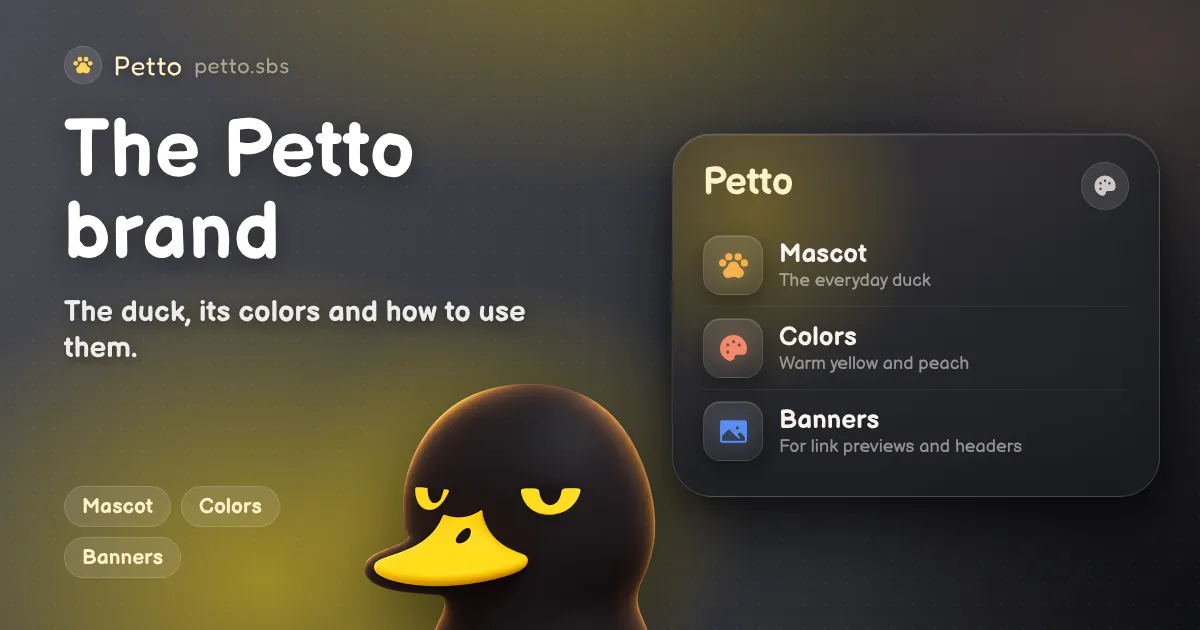 Petto petto.sbs
The Petto
brand
The duck, its colors and how to use
them.
Mascot Colors
Banners
Petto
Mascot
The everyday duck
Colors
Warm yellow and peach
Banners
For link previews and headers